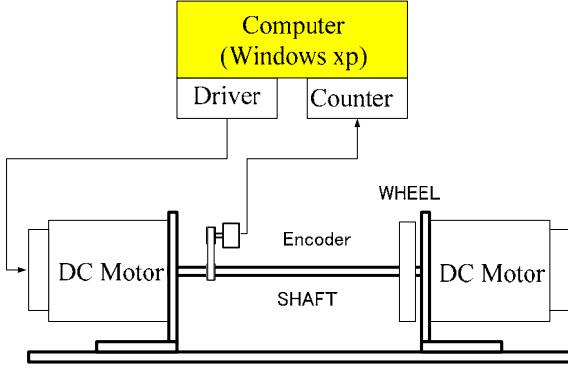 Computer
(Windows xp)
Driver
Counter
WHEEL
Encoder
DC Motor
SHAFT
DC Motor